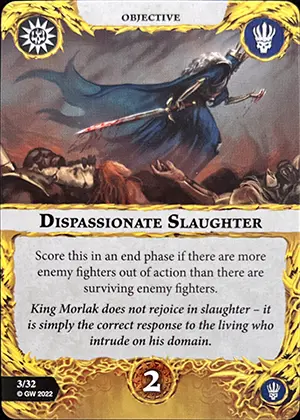 OBJECTIVE
DISPASSIONATE SLAUGHTER
Score this in an end phase if there are more
enemy fighters out of action than there are
surviving enemy fighters.
King Morlak does not rejoice in slaughter – it
is simply the correct response to the living who
intrude on his domain.
3/32
© GW 2022
2